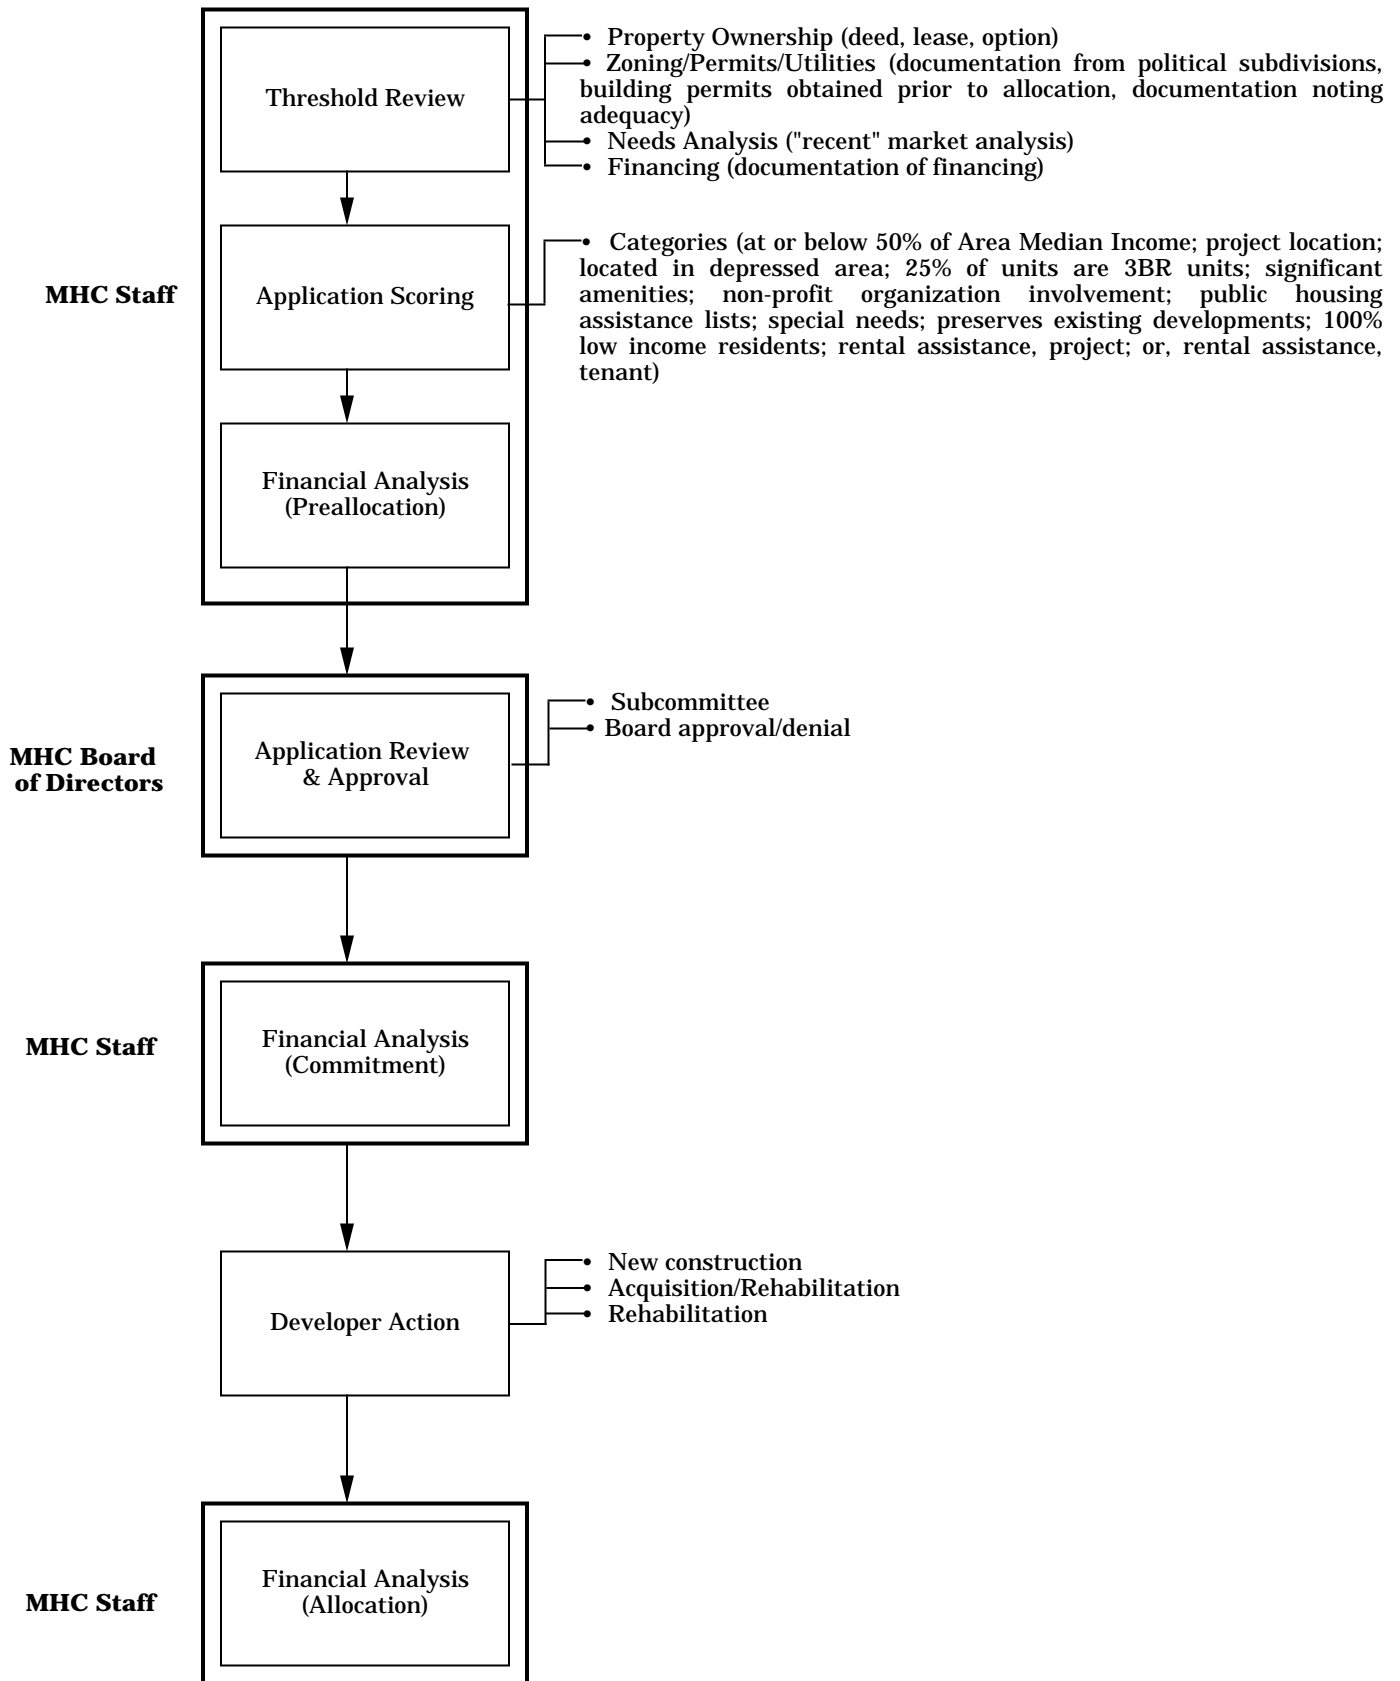 Threshold Review
• Property Ownership (deed, lease, option)
• Zoning/Permits/Utilities (documentation from political subdivisions,
building permits obtained prior to allocation, documentation noting
adequacy)
• Needs Analysis ("recent" market analysis)
• Financing (documentation of financing)
MHC Staff
Application Scoring
• Categories (at or below 50% of Area Median Income; project location;
located in depressed area; 25% of units are 3BR units; significant
amenities; non-profit organization involvement; public housing
assistance lists; special needs; preserves existing developments; 100%
low income residents; rental assistance, project; or, rental assistance,
tenant)
Financial Analysis
(Preallocation)
MHC Board
of Directors
Application Review
& Approval
• Subcommittee
• Board approval/denial
MHC Staff
Financial Analysis
(Commitment)
Developer Action
• New construction
• Acquisition/Rehabilitation
• Rehabilitation
MHC Staff
Financial Analysis
(Allocation)